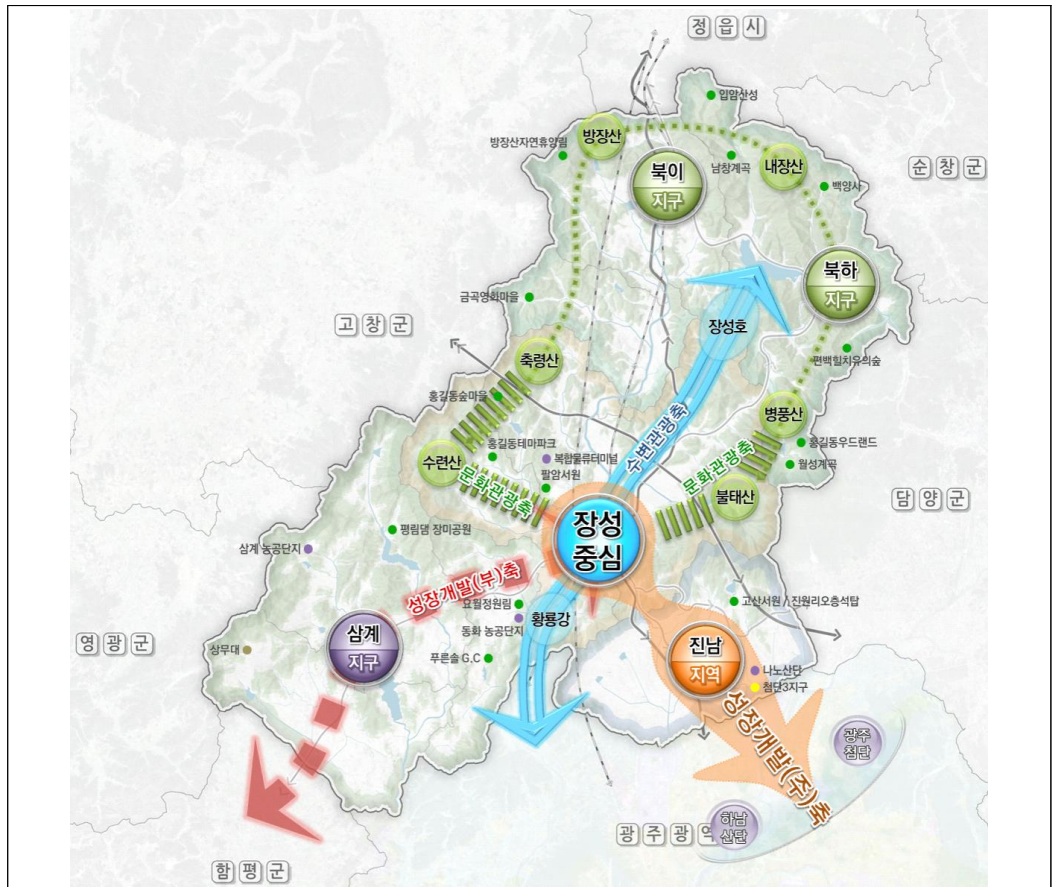 정읍시
입암산성
방장산
방장산자연휴양림
북이
지구
남창계곡
내장산
순창군
백양사
북하
지구
금곡영화마을
고창군
장성호
축령산
편백힐치유의숲
홍길동숲마을
수변관광축
병풍산
홍길동우드랜드
월성계곡
수련산
홍길동테마파크
복합물류터미널
팔암서원
문화관광축
문화관광축
불태산
담양군
장성
중심
평림댐 장미공원
삼계 농공단지
성장개발(부)축
요월정원림
동화 농공단지
황룡강
고산서원 / 진원리오층석탑
영광군
상무대
삼계
지구
푸른솔 G.C
진남
지역
나노산단
첨단3지구
성장개발(주)축
광주
첨단
광주광역
하남
산단
함평군